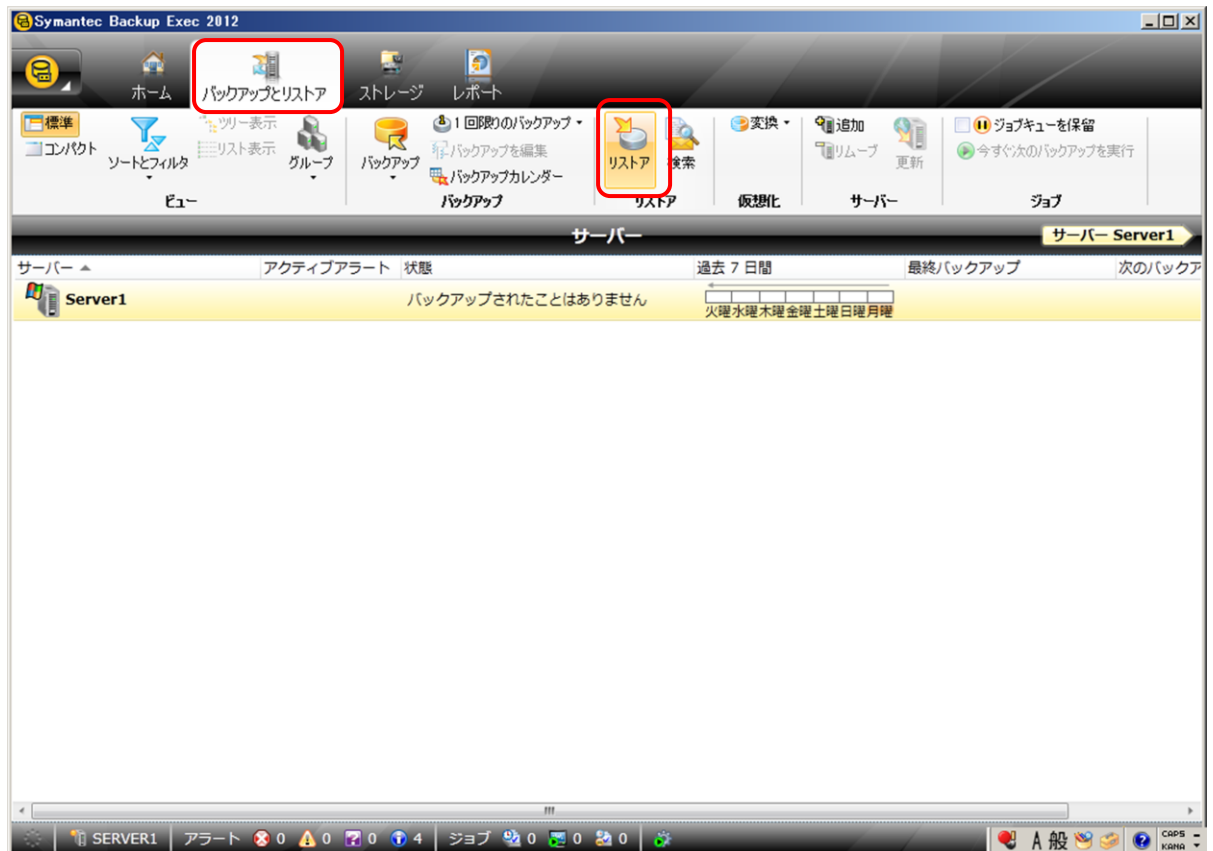 Symantec Backup Exec 2012
ホーム バックアップとリストア ストレージ レポート
標準
コンパクト
ソートとフィルタ
ツリー表示
リスト表示
グループ
ビュー
バックアップ
1 回限りのバックアップ
バックアップを編集
バックアップカレンダー
バックアップ
リストア
検索
リストア
変換
仮想化
追加
リムーブ
更新
サーバー
ジョブキューを保留
今すぐ次のバックアップを実行
ジョブ
サーバー
サーバー Server1
サーバー アクティブアラート 状態 過去 7 日間 最終バックアップ 次のバックア
Server1 バックアップされたことはありません
火曜水曜木曜金曜土曜日曜月曜
SERVER1 アラート 0 0 0 4 ジョブ 0 0 0
A 般 CAPS
KANA